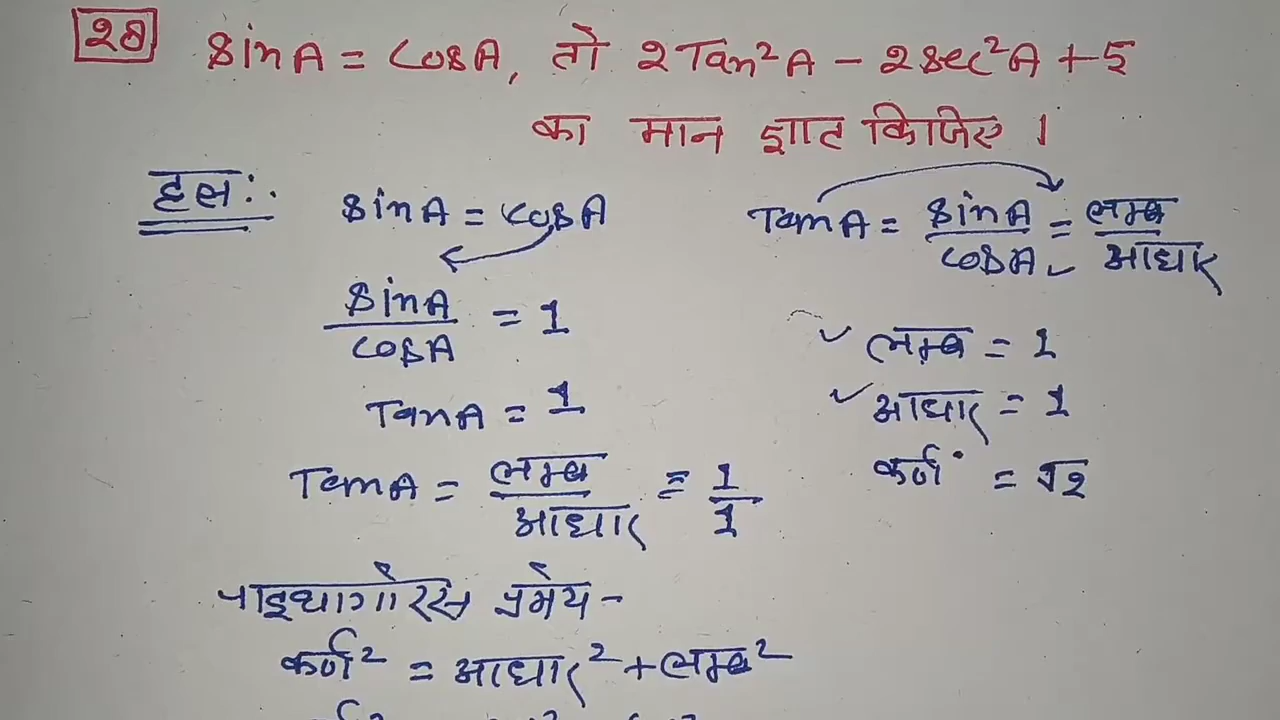 २8 sinA = cosA, तो 2Tan²A - 2sec²A + 5
का मान ज्ञात किजिए ।
हल:.
sinA = cosA
sinA/cosA = 1
TanA = 1
TanA = लम्ब/आधार = 1/1
पाइथागोरस प्रमेय -
कर्ण² = आधार² + लम्ब²
TanA = sinA/cosA = लम्ब/आधार
लम्ब = 1
आधार = 1
कर्ण = √2